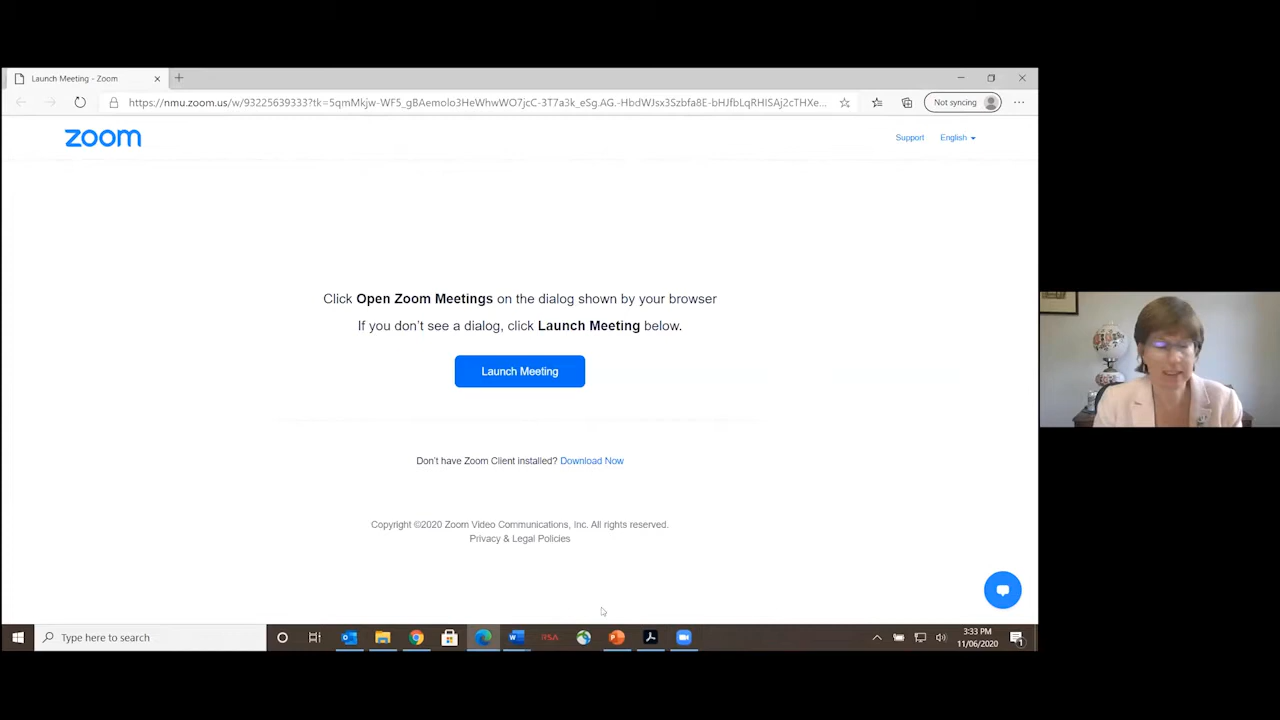 Launch Meeting - Zoom
https://nmu.zoom.us/w/93225639333?tk=5qmMkjw-WF5_gBAemolo3HeWhwWO7jcC-3T7a3k_eSg.AG.-HbdWJsx3Szbfa8E-bHJfbLqRHISAj2cTHXe...
Not syncing
zoom
Support
English
Click Open Zoom Meetings on the dialog shown by your browser
If you don't see a dialog, click Launch Meeting below.
Launch Meeting
Don't have Zoom Client installed? Download Now
Copyright ©2020 Zoom Video Communications, Inc. All rights reserved.
Privacy & Legal Policies
Type here to search
RSA
3:33 PM
11/06/2020
1